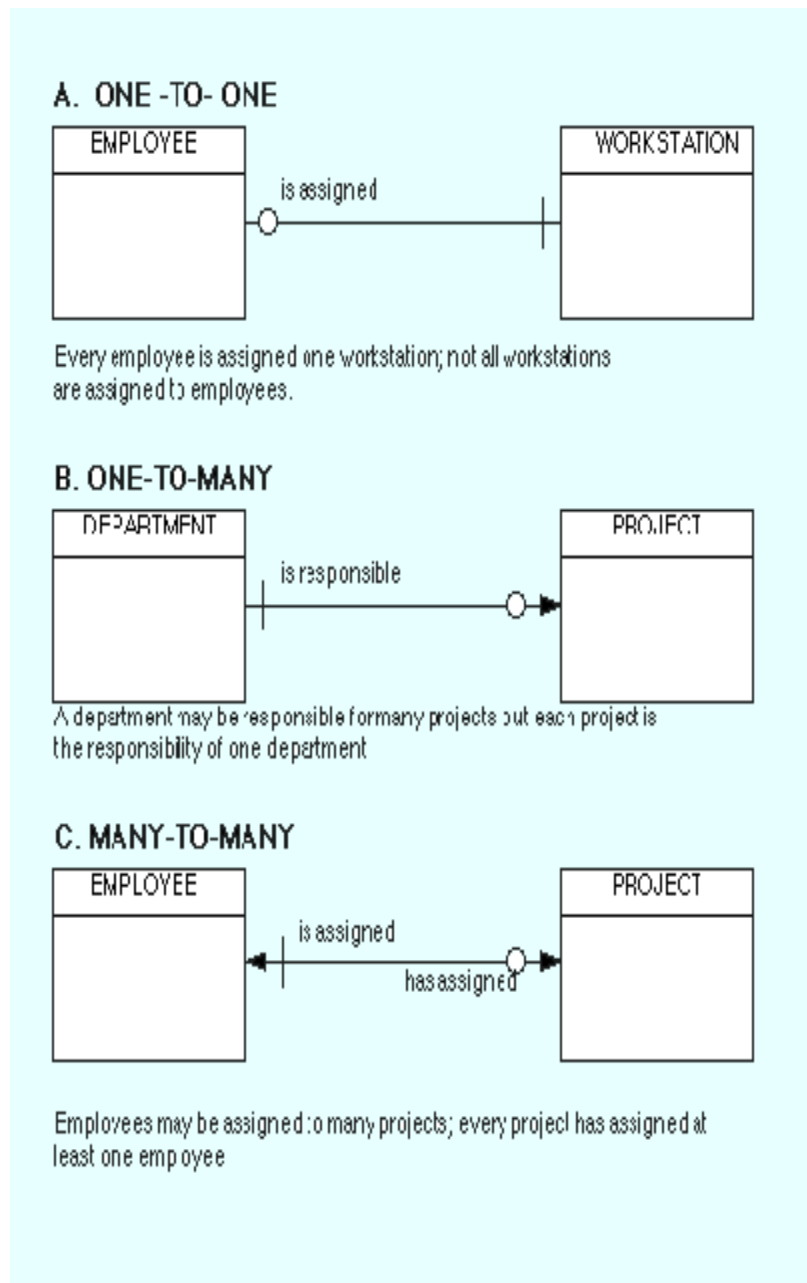 A. ONE -TO- ONE
EMPLOYEE
WORKSTATION
is assigned
Every employee is assigned one workstation; not all workstations
are assigned to employees.
B. ONE-TO-MANY
DEPARTMENT
PROJECT
is responsible
A department may be responsible for many projects but each project is
the responsibility of one department
C. MANY-TO-MANY
EMPLOYEE
PROJECT
is assigned
has assigned
Employees may be assigned to many projects; every project has assigned at
least one employee